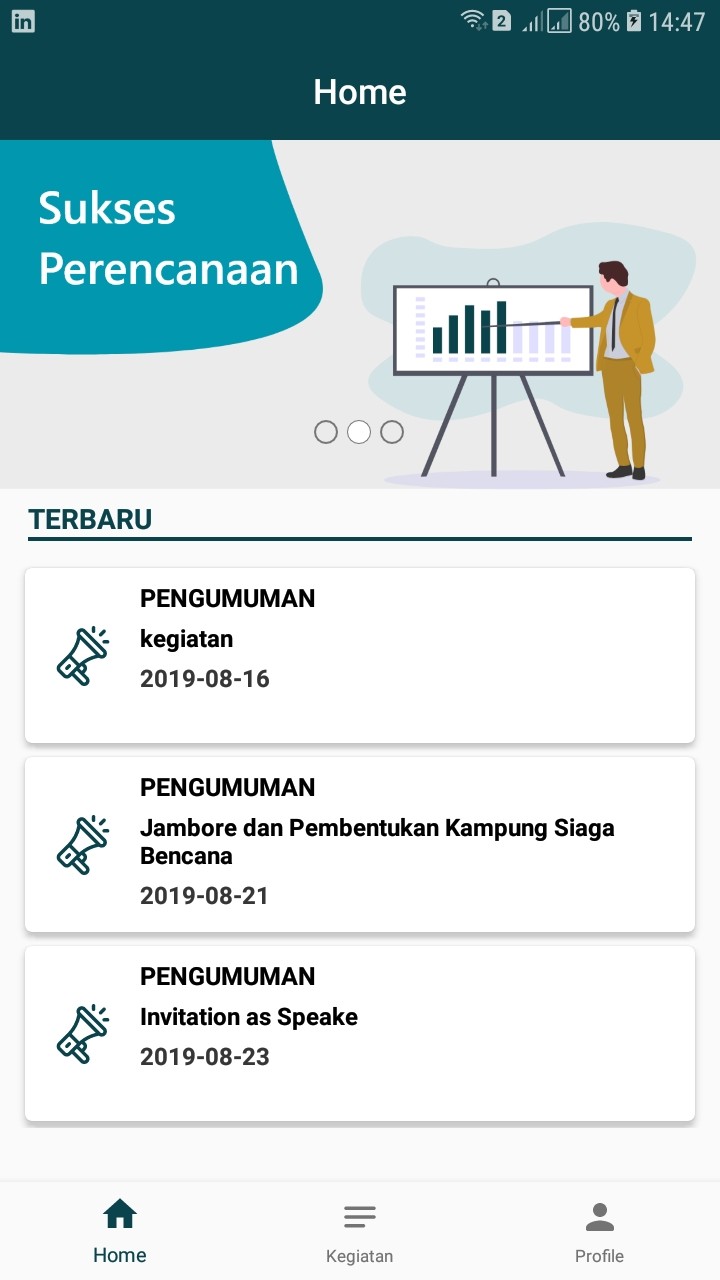 in 2 80% 14:47
Home
Sukses
Perencanaan
TERBARU
PENGUMUMAN
kegiatan
2019-08-16
PENGUMUMAN
Jambore dan Pembentukan Kampung Siaga
Bencana
2019-08-21
PENGUMUMAN
Invitation as Speake
2019-08-23
Home Kegiatan Profile